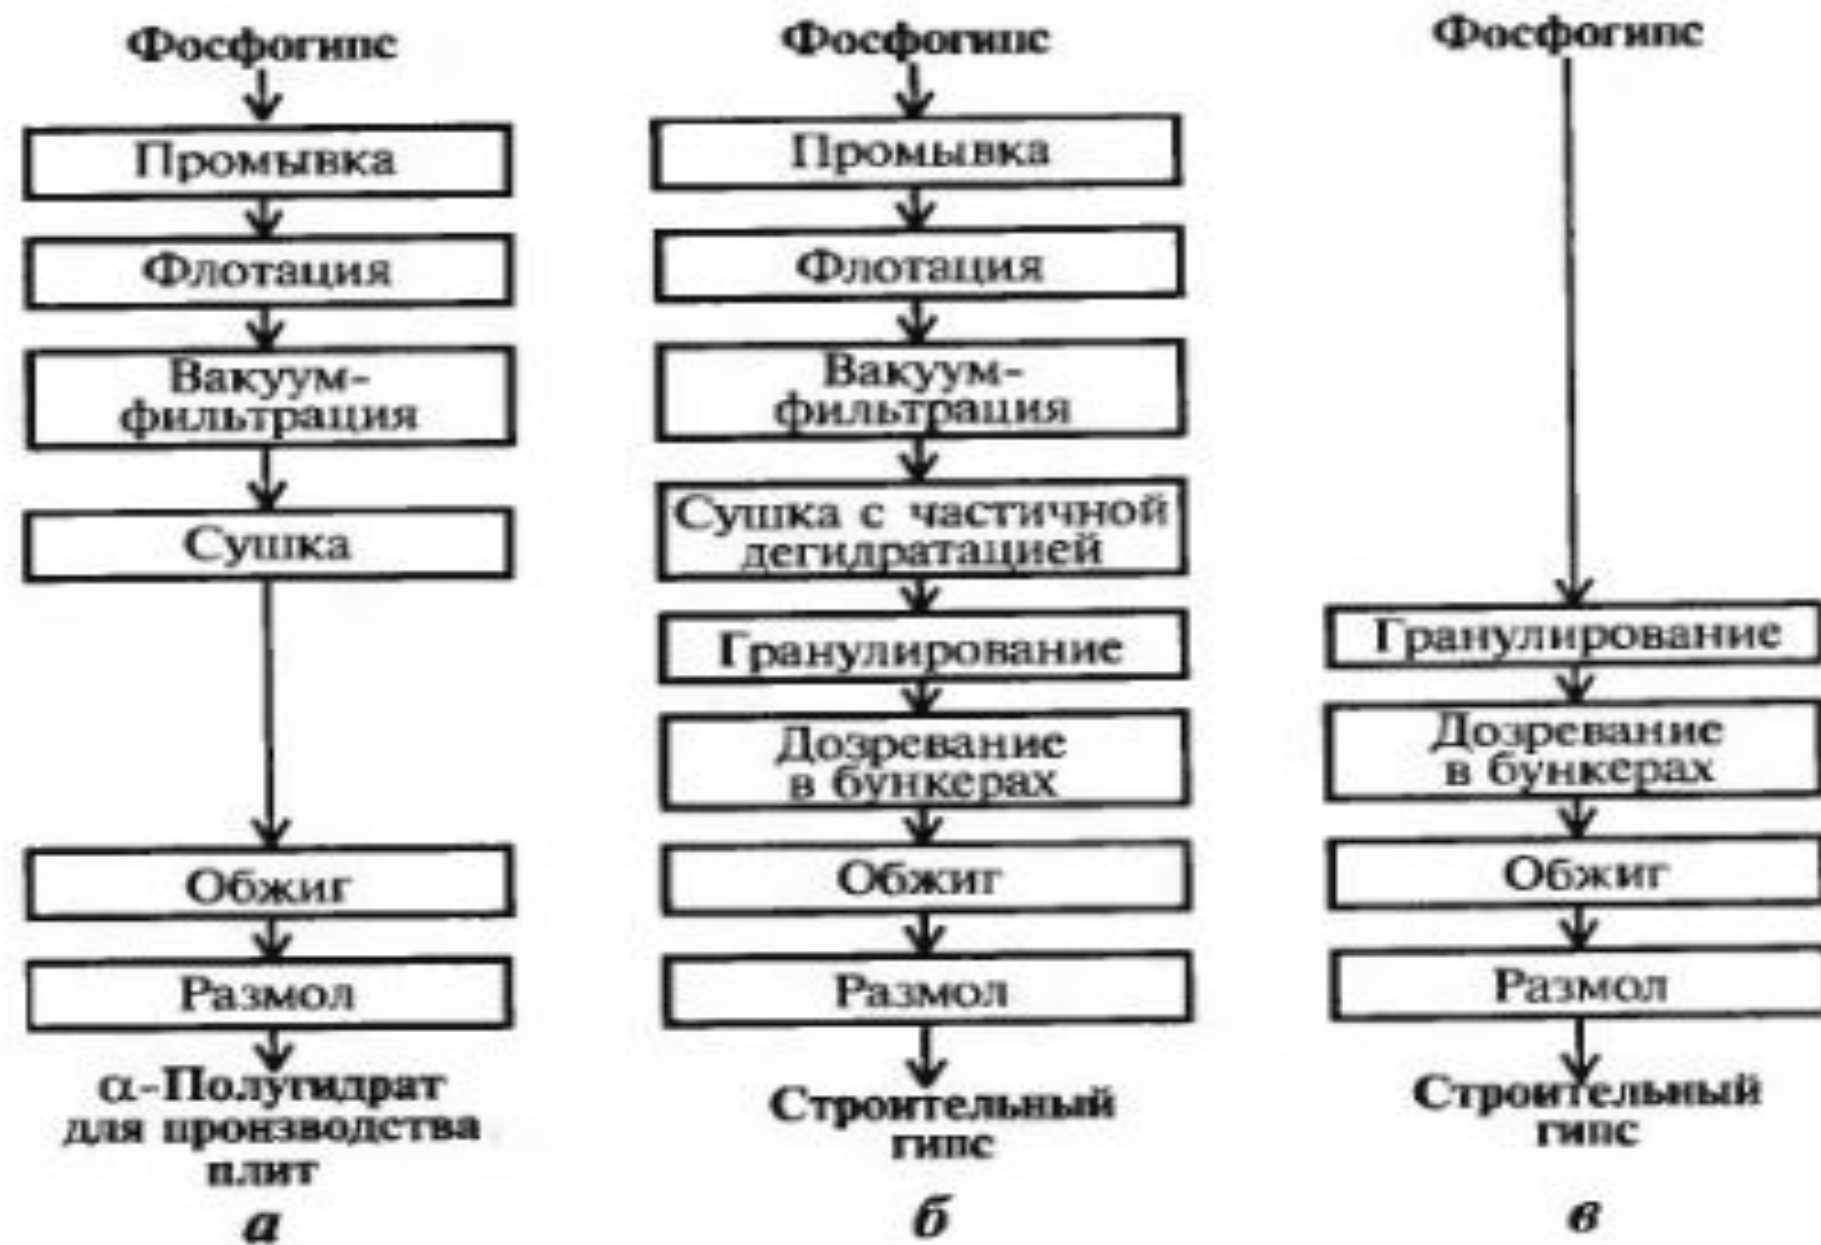 Фосфогипс
Промывка
Флотация
Вакуум-
фильтрация
Сушка
Обжиг
Размол
α-Полугидрат
для производства
плит
а
Фосфогипс
Промывка
Флотация
Вакуум-
фильтрация
Сушка с частичной
дегидратацией
Гранулирование
Дозревание
в бункерах
Обжиг
Размол
Строительный
гипс
б
Фосфогипс
Гранулирование
Дозревание
в бункерах
Обжиг
Размол
Строительный
гипс
в